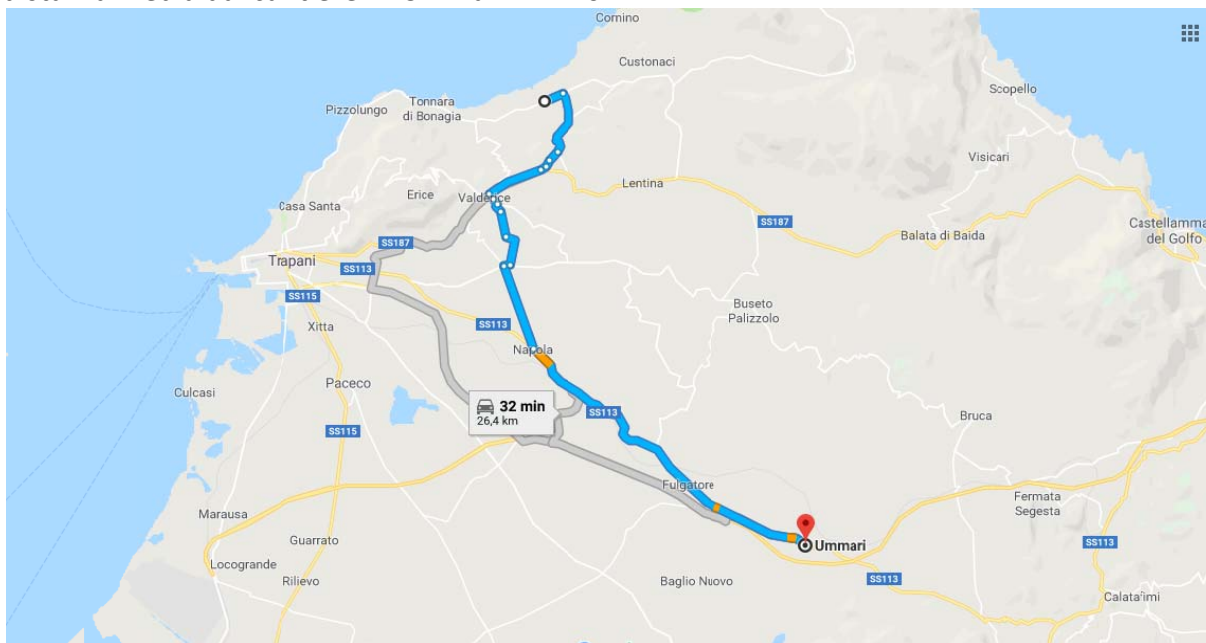 Cornino
Custonaci
Scopello
Pizzolungo
Tonnara
di Bonagia
Visicari
Lentina
Erice
Valderice
Casa Santa
SS187
Castellamma
del Golfo
Balata di Baida
SS187
Trapani
SS113
SS115
Buseto
Palizzolo
Xitta
SS113
Napola
Paceco
Culcasi
32 min
26,4 km
SS113
Bruca
SS115
Fulgatore
Fermata
Segesta
Marausa
Guarrato
Ummari
SS113
Locogrande
Rilievo
Baglio Nuovo
SS113
Calatafimi